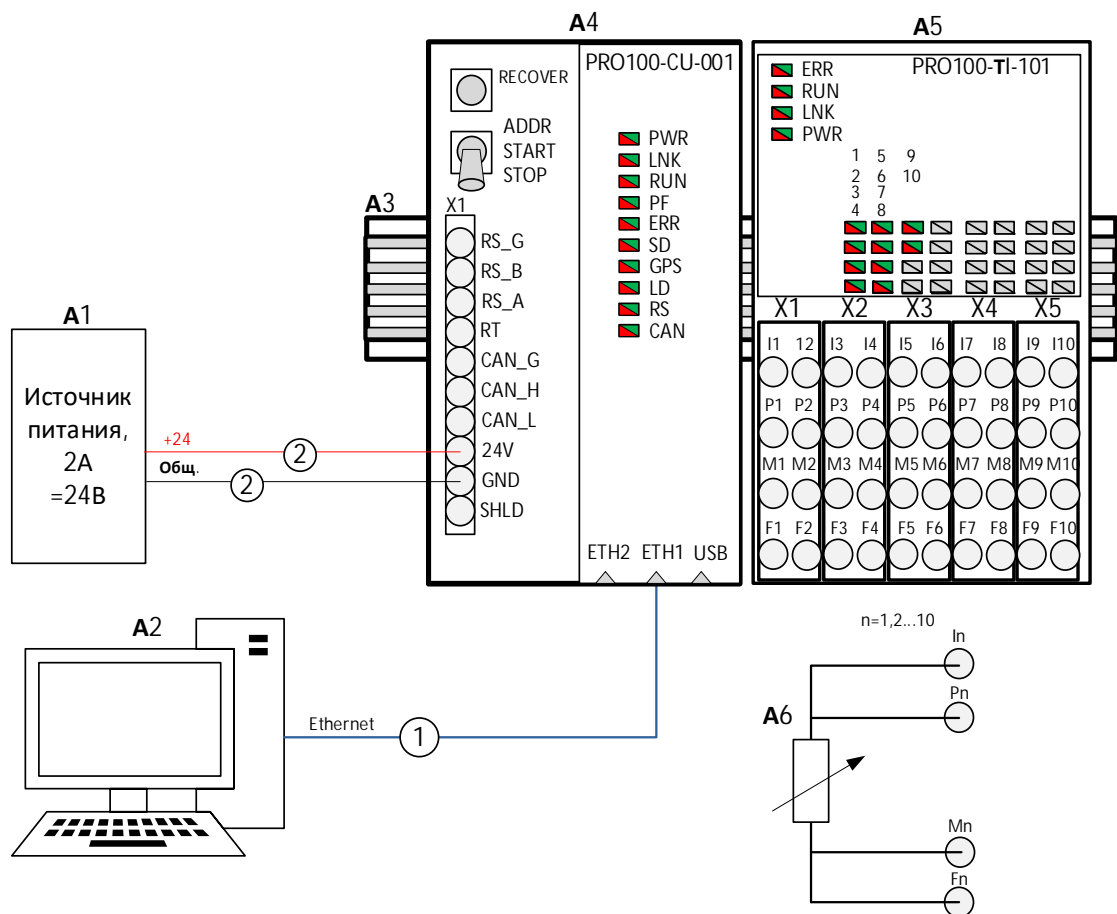 A4
A5
PRO100-CU-001
RECOVER
ADDR
START
STOP
PWR
LNK
RUN
PF
ERR
SD
GPS
LD
RS
CAN
X1
RS_G
RS_B
RS_A
RT
CAN_G
CAN_H
CAN_L
24V
GND
SHLD
ETH2 ETH1 USB
PRO100-TI-101
ERR
RUN
LNK
PWR
1 5 9
2 6 10
3 7
4 8
X1 X2 X3 X4 X5
I1 12 I3 I4 I5 I6 I7 I8 I9 I10
P1 P2 P3 P4 P5 P6 P7 P8 P9 P10
M1 M2 M3 M4 M5 M6 M7 M8 M9 M10
F1 F2 F3 F4 F5 F6 F7 F8 F9 F10
A3
A1
Источник
питания,
2А
=24В
+24
2
Общ.
2
A2
Ethernet
1
n=1,2...10
In
Pn
A6
Mn
Fn